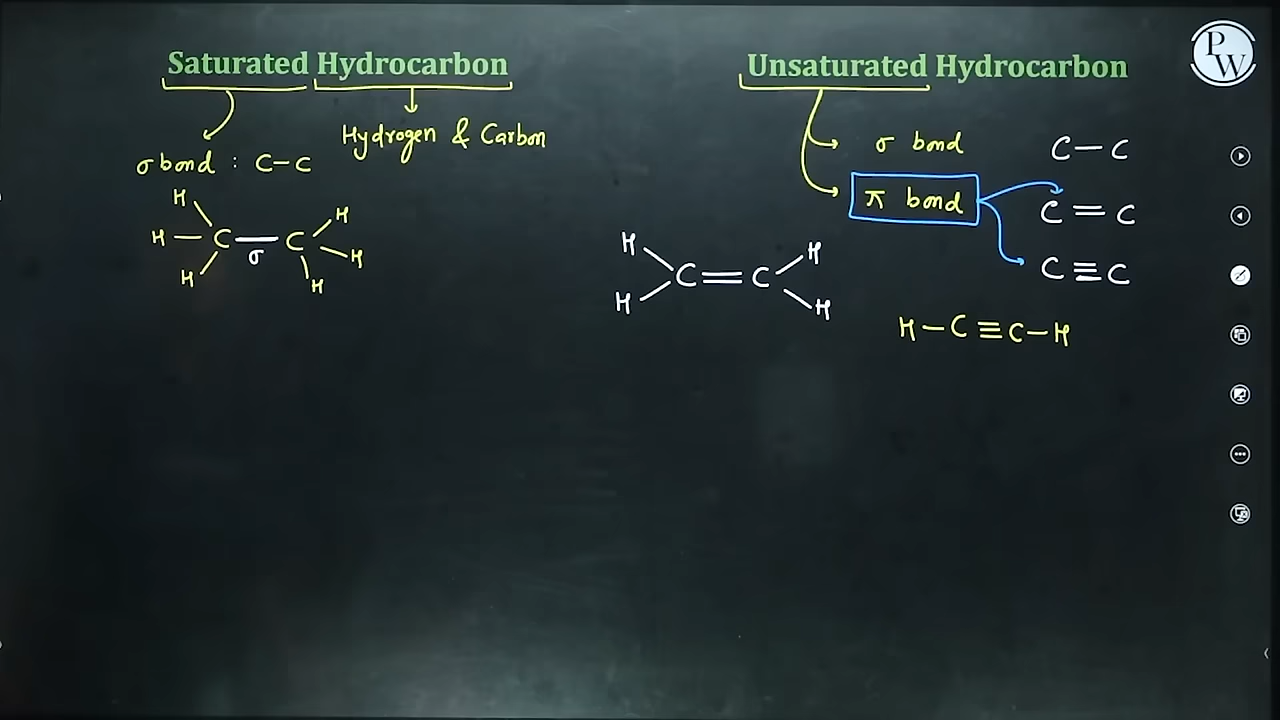 Saturated Hydrocarbon
Hydrogen & Carbon
σ bond : C-C
H
H
H - C - C
H
σ
H
H
Unsaturated Hydrocarbon
σ bond
C - C
π bond
C = C
C ≡ C
H
H
C = C
H
H
H - C ≡ C - H
PW